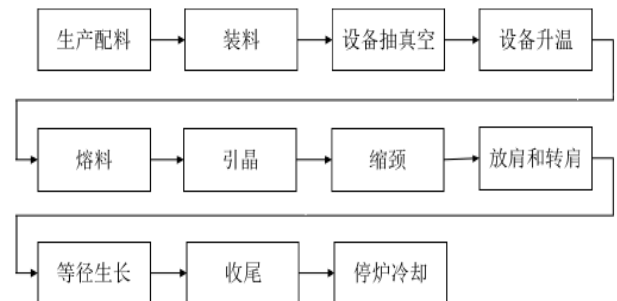 生产配料
装料
设备抽真空
设备升温
熔料
引晶
缩颈
放肩和转肩
等径生长
收尾
停炉冷却